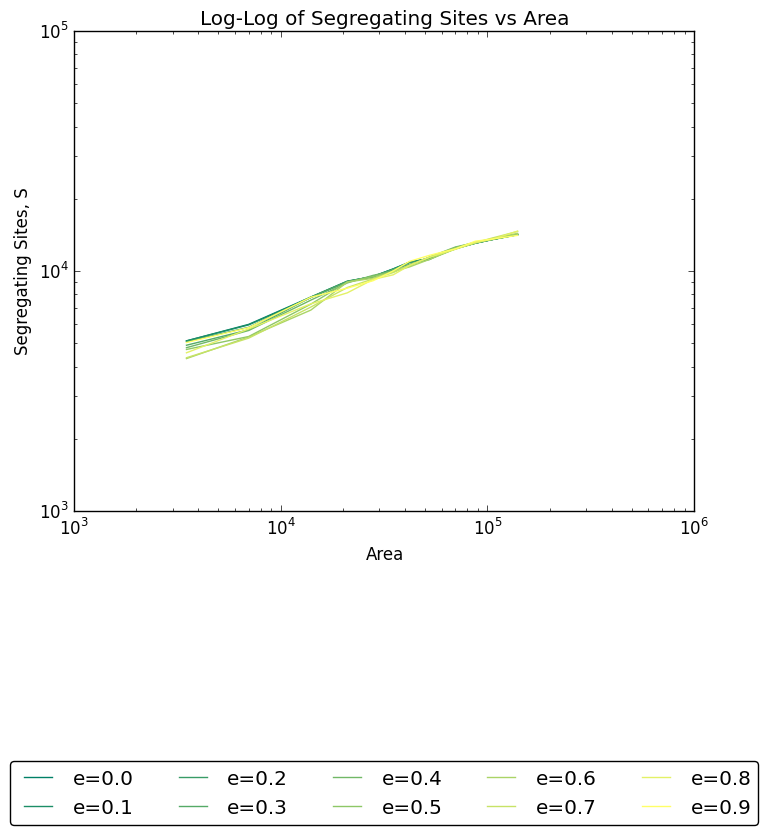 Log-Log of Segregating Sites vs Area
10^5
10^4
10^3
Segregating Sites, S
10^3 10^4 10^5 10^6
Area
e=0.0 e=0.2 e=0.4 e=0.6 e=0.8
e=0.1 e=0.3 e=0.5 e=0.7 e=0.9